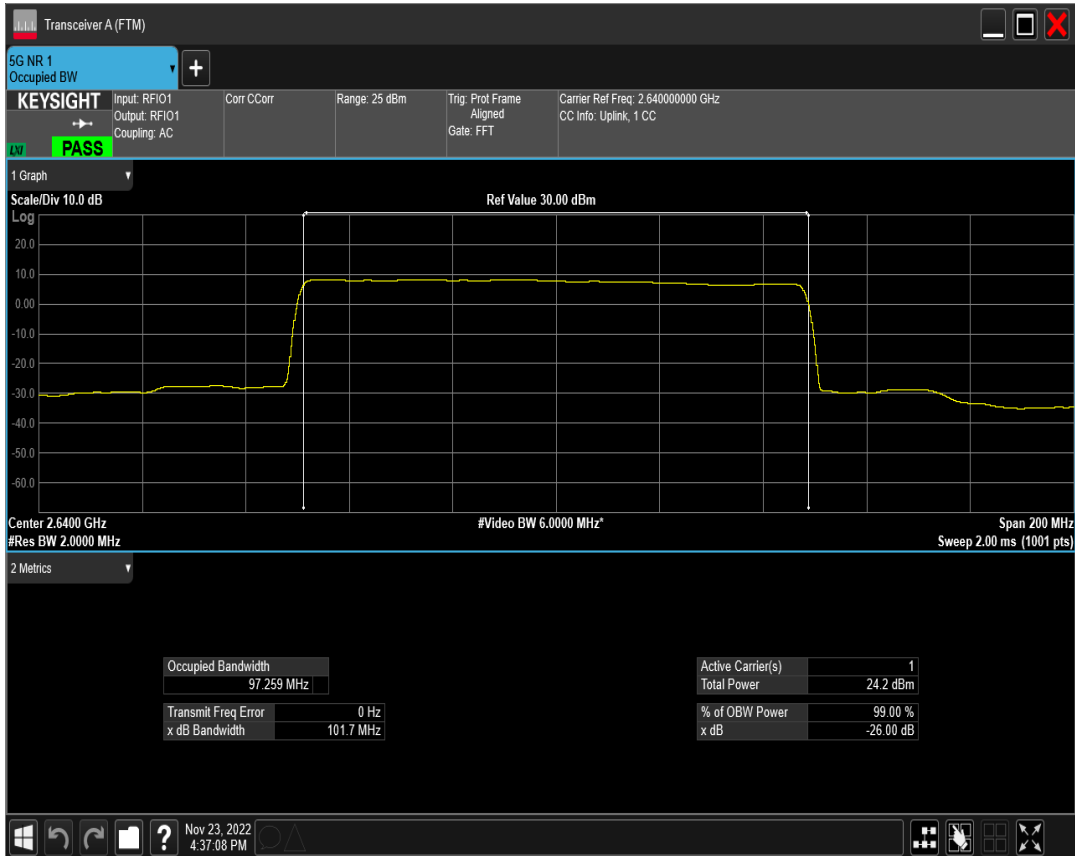 Transceiver A (FTM)
5G NR 1
Occupied BW
+
KEYSIGHT
LXI
PASS
Input: RFIO1
Output: RFIO1
Coupling: AC
Corr CCorr
Range: 25 dBm
Trig: Prot Frame
Aligned
Gate: FFT
Carrier Ref Freq: 2.640000000 GHz
CC Info: Uplink, 1 CC
1 Graph
Scale/Div 10.0 dB
Ref Value 30.00 dBm
Log
20.0
10.0
0.00
-10.0
-20.0
-30.0
-40.0
-50.0
-60.0
Center 2.6400 GHz
#Video BW 6.0000 MHz*
Span 200 MHz
#Res BW 2.0000 MHz
Sweep 2.00 ms (1001 pts)
2 Metrics
Occupied Bandwidth
97.259 MHz
Transmit Freq Error 0 Hz
x dB Bandwidth 101.7 MHz
Active Carrier(s) 1
Total Power 24.2 dBm
% of OBW Power 99.00 %
x dB -26.00 dB
?
Nov 23, 2022
4:37:08 PM